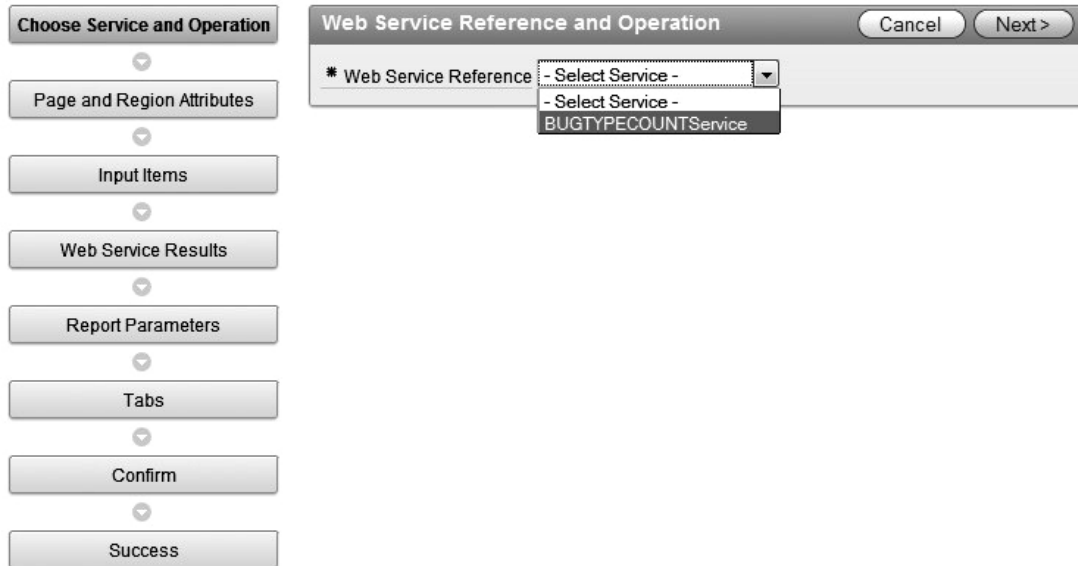 Choose Service and Operation
Page and Region Attributes
Input Items
Web Service Results
Report Parameters
Tabs
Confirm
Success
Web Service Reference and Operation
Cancel
Next >
* Web Service Reference
- Select Service -
- Select Service -
BUGTYPECOUNTService